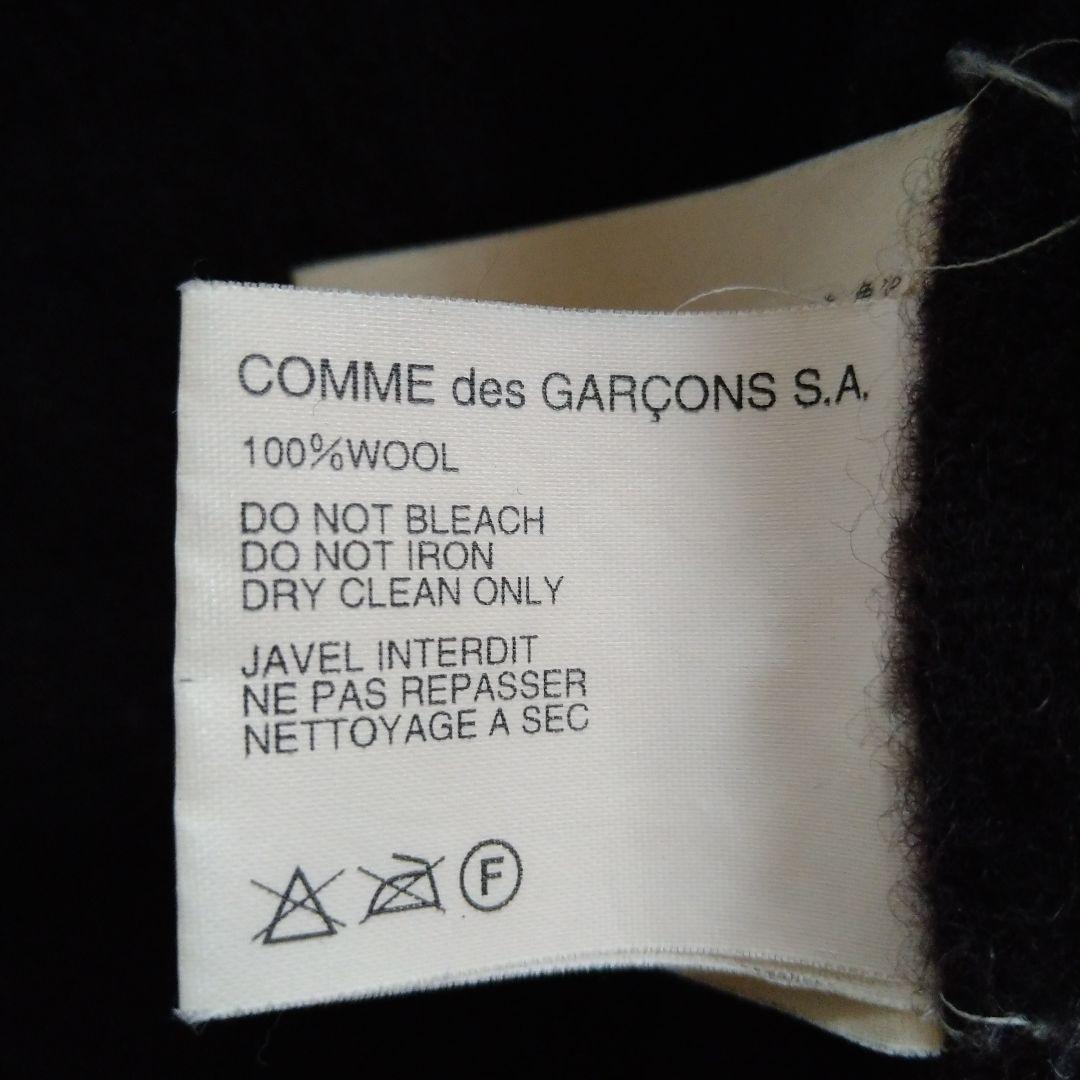 COMME des GARÇONS S.A.
100%WOOL
DO NOT BLEACH
DO NOT IRON
DRY CLEAN ONLY
JAVEL INTERDIT
NE PAS REPASSER
NETTOYAGE A SEC
F